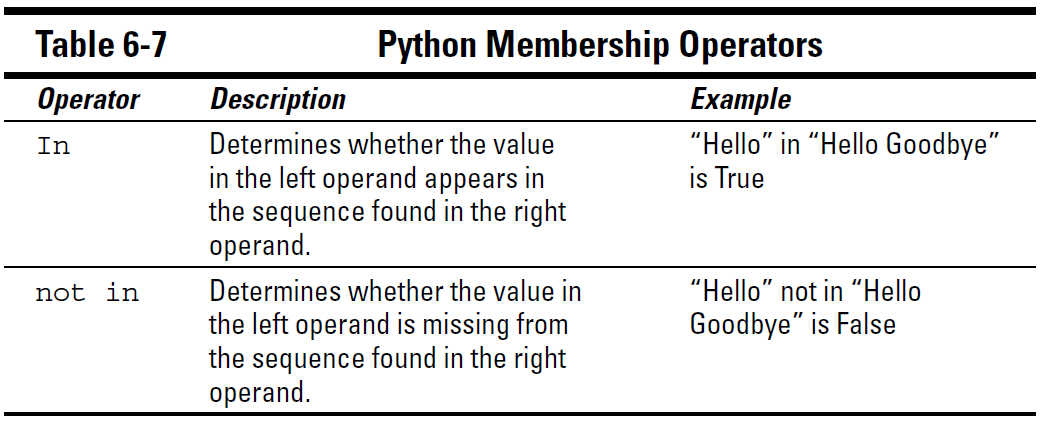 Table 6-7 Python Membership Operators
Operator Description Example
In
Determines whether the value
in the left operand appears in
the sequence found in the right
operand.
“Hello” in “Hello Goodbye”
is True
not in
Determines whether the value in
the left operand is missing from
the sequence found in the right
operand.
“Hello” not in “Hello
Goodbye” is False